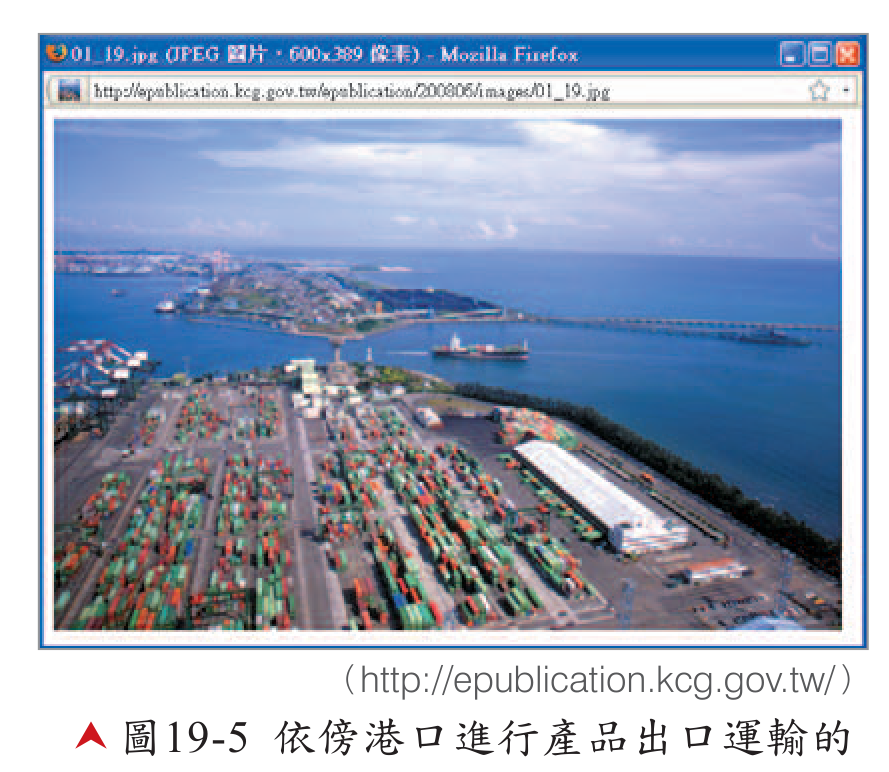 01_19.jpg (JPEG 圖片，600x389 像素) - Mozilla Firefox
http://epublication.kcg.gov.tw/epublication/200806/images/01_19.jpg
（http://epublication.kcg.gov.tw/）
圖19-5 依傍港口進行產品出口運輸的